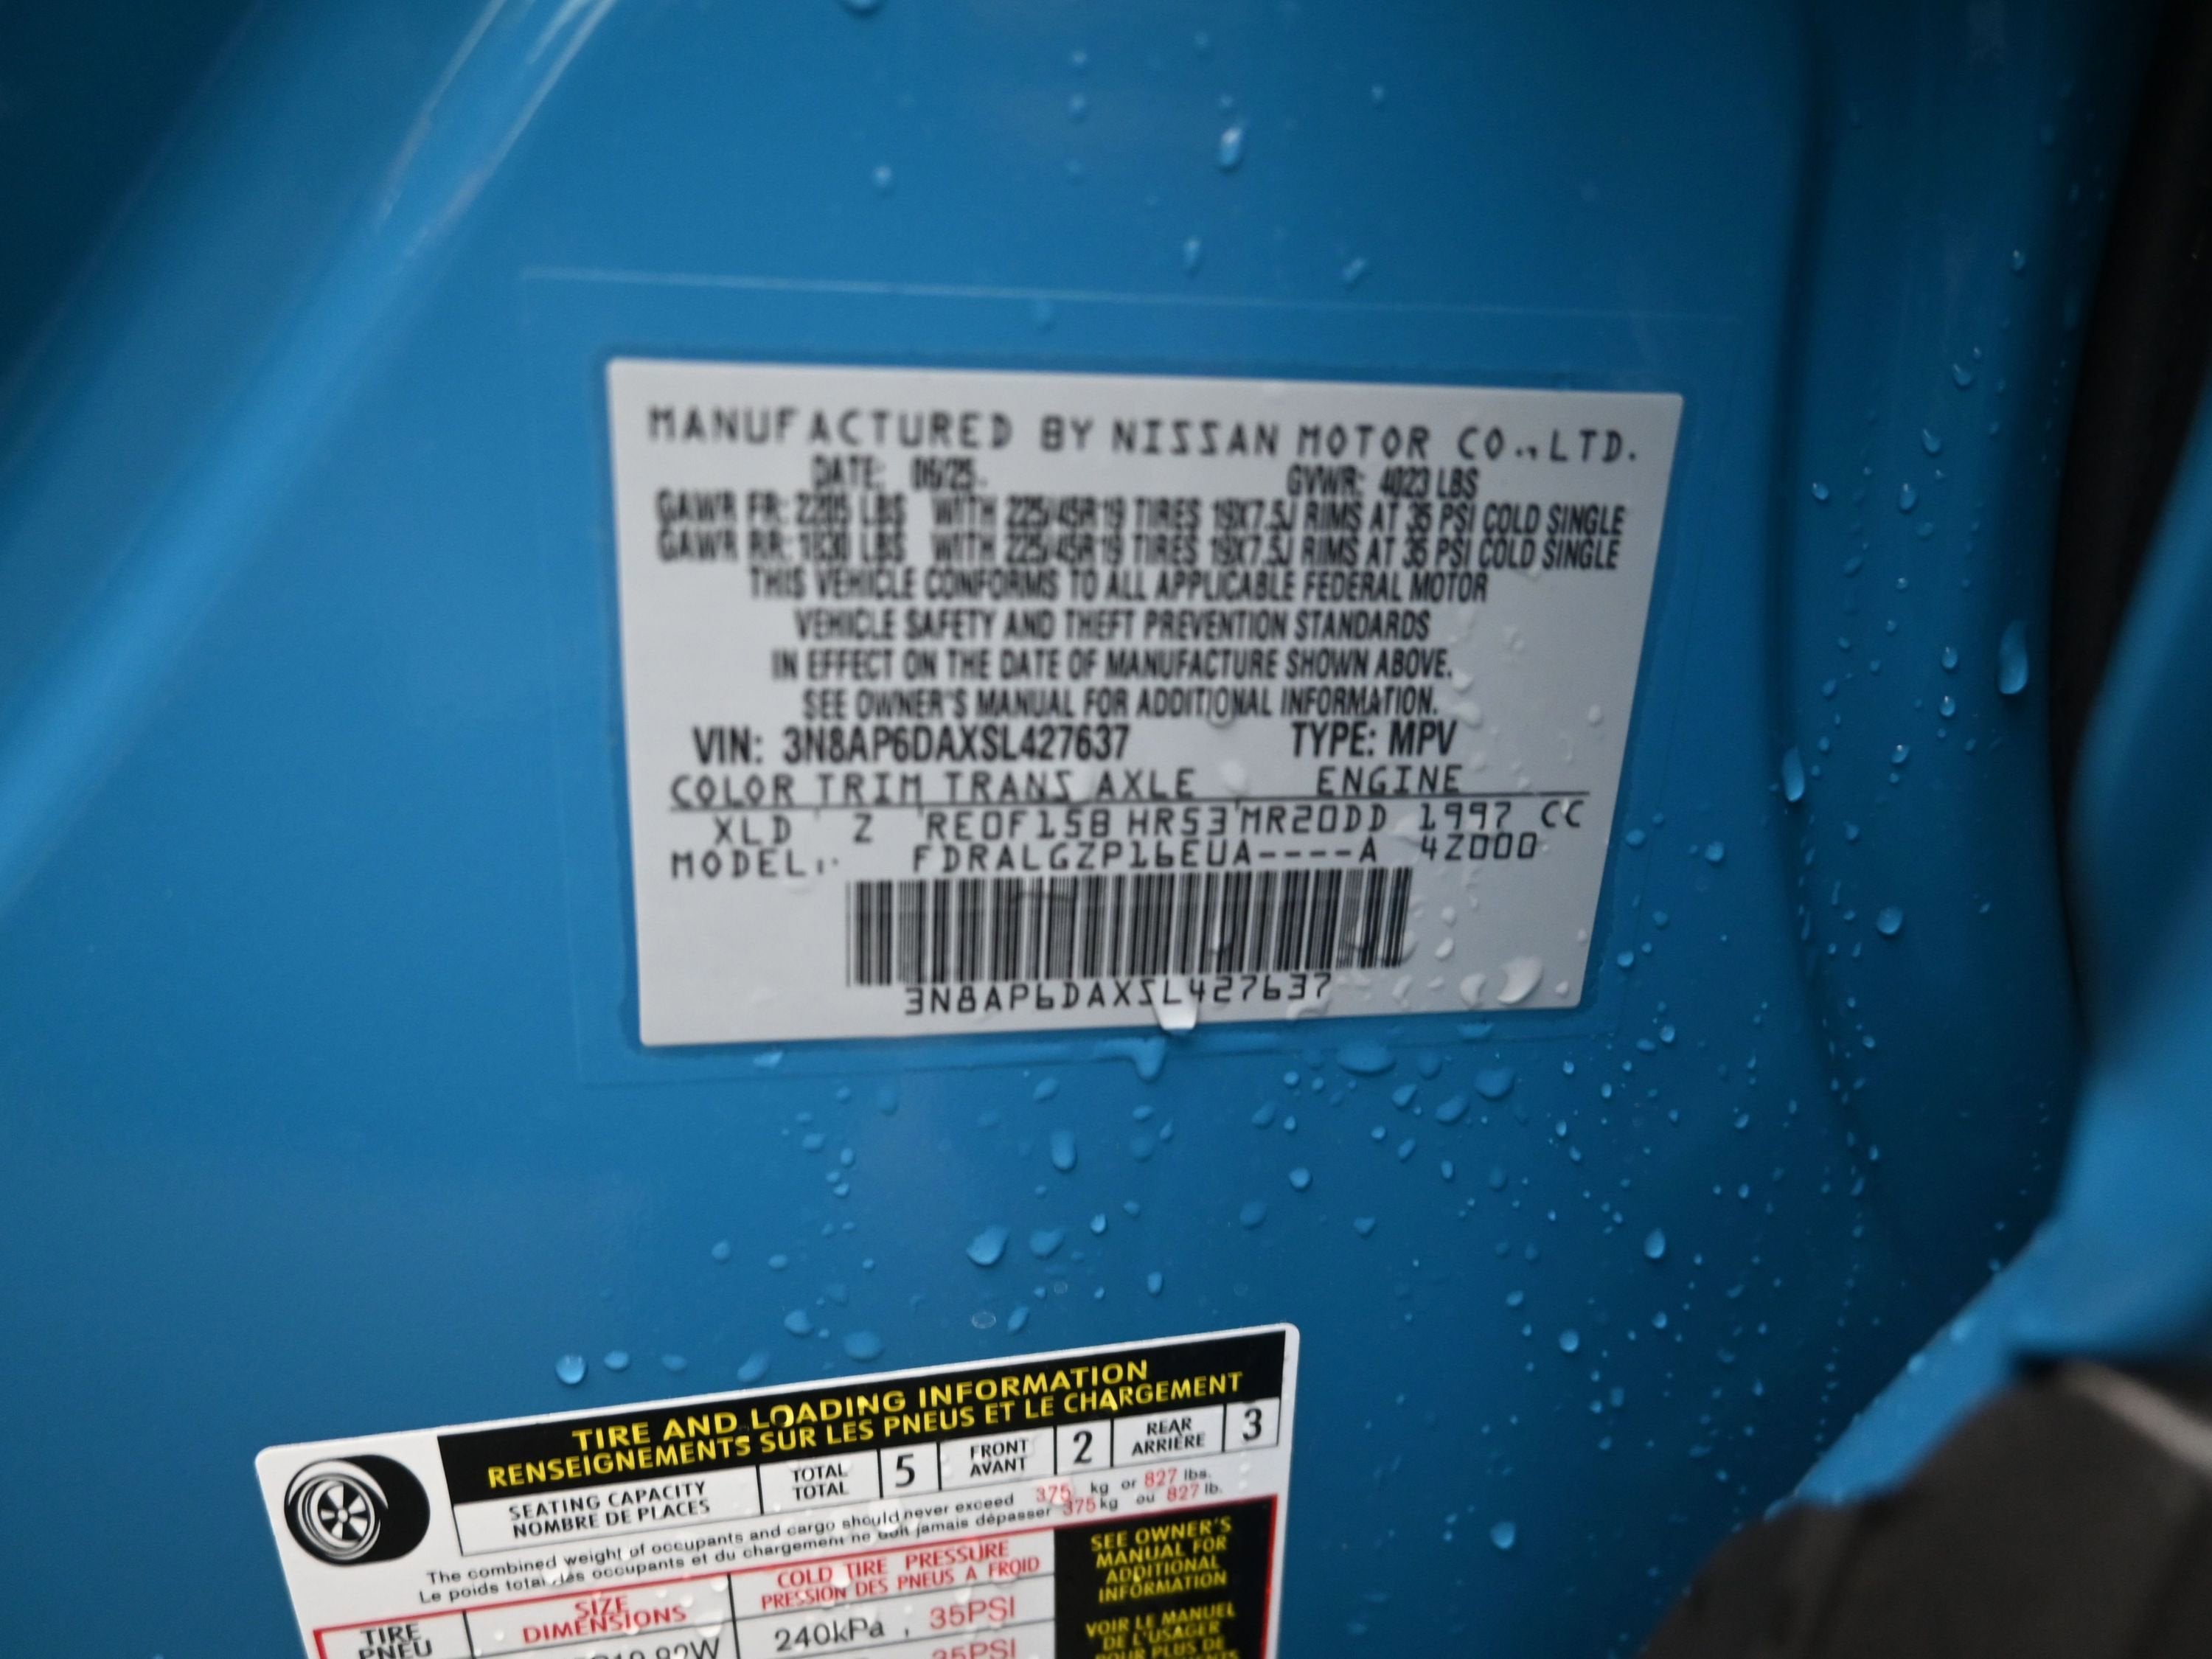 MANUFACTURED BY NISSAN MOTOR CO., LTD.
DATE: 06/25 GVWR: 4023 LBS
GAWR FR: 2205 LBS WITH 225/45R19 TIRES 19X7.5J RIMS AT 35 PSI COLD SINGLE
GAWR RR: 1830 LBS WITH 225/45R19 TIRES 19X7.5J RIMS AT 35 PSI COLD SINGLE
THIS VEHICLE CONFORMS TO ALL APPLICABLE FEDERAL MOTOR
VEHICLE SAFETY AND THEFT PREVENTION STANDARDS
IN EFFECT ON THE DATE OF MANUFACTURE SHOWN ABOVE.
SEE OWNER'S MANUAL FOR ADDITIONAL INFORMATION.
VIN: 3N8AP6DAXSL427637 TYPE: MPV
COLOR TRIM TRANS AXLE ENGINE
XLD Z RE0F15B HR53 MR20DD 1997 CC
MODEL: FDRALGZP16EUA----A 4Z000
3N8AP6DAXSL427637
TIRE AND LOADING INFORMATION
RENSEIGNEMENTS SUR LES PNEUS ET LE CHARGEMENT
SEATING CAPACITY
NOMBRE DE PLACES
TOTAL
TOTAL
5
FRONT
AVANT
2
REAR
ARRIÈRE
3
The combined weight of occupants and cargo should never exceed 375 kg or 827 lbs.
Le poids total des occupants et du chargement ne doit jamais dépasser 375 kg ou 827 lb.
TIRE
PNEU
SIZE
DIMENSIONS
COLD TIRE PRESSURE
PRESSION DES PNEUS À FROID
SEE OWNER'S
MANUAL FOR
ADDITIONAL
INFORMATION
240kPa , 35PSI
35PSI
VOIR LE MANUEL
DE L'USAGER
POUR PLUS DE